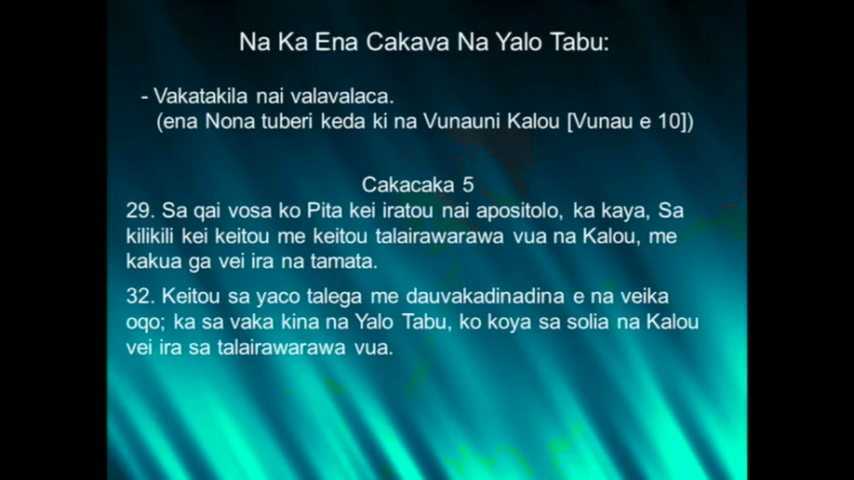 Na Ka Ena Cakava Na Yalo Tabu:
- Vakatakila nai valavalaca.
(ena Nona tuberi keda ki na Vunauni Kalou [Vunau e 10])
Cakacaka 5
29. Sa qai vosa ko Pita kei iratou nai apositolo, ka kaya, Sa
kilikili kei keitou me keitou talairawarawa vua na Kalou, me
kakua ga vei ira na tamata.
32. Keitou sa yaco talega me dauvakadinadina e na veika
oqo; ka sa vaka kina na Yalo Tabu, ko koya sa solia na Kalou
vei ira sa talairawarawa vua.